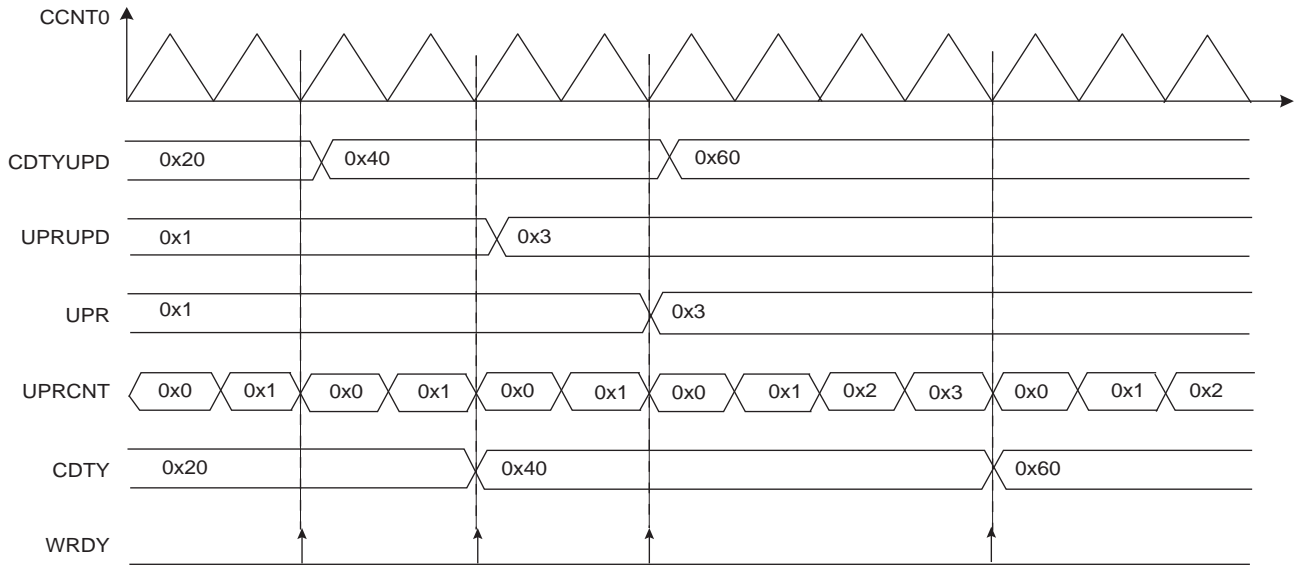 CCNT0
CDTYUPD 0x20 0x40 0x60
UPRUPD 0x1 0x3
UPR 0x1 0x3
UPRCNT 0x0 0x1 0x0 0x1 0x0 0x1 0x0 0x1 0x2 0x3 0x0 0x1 0x2
CDTY 0x20 0x40 0x60
WRDY